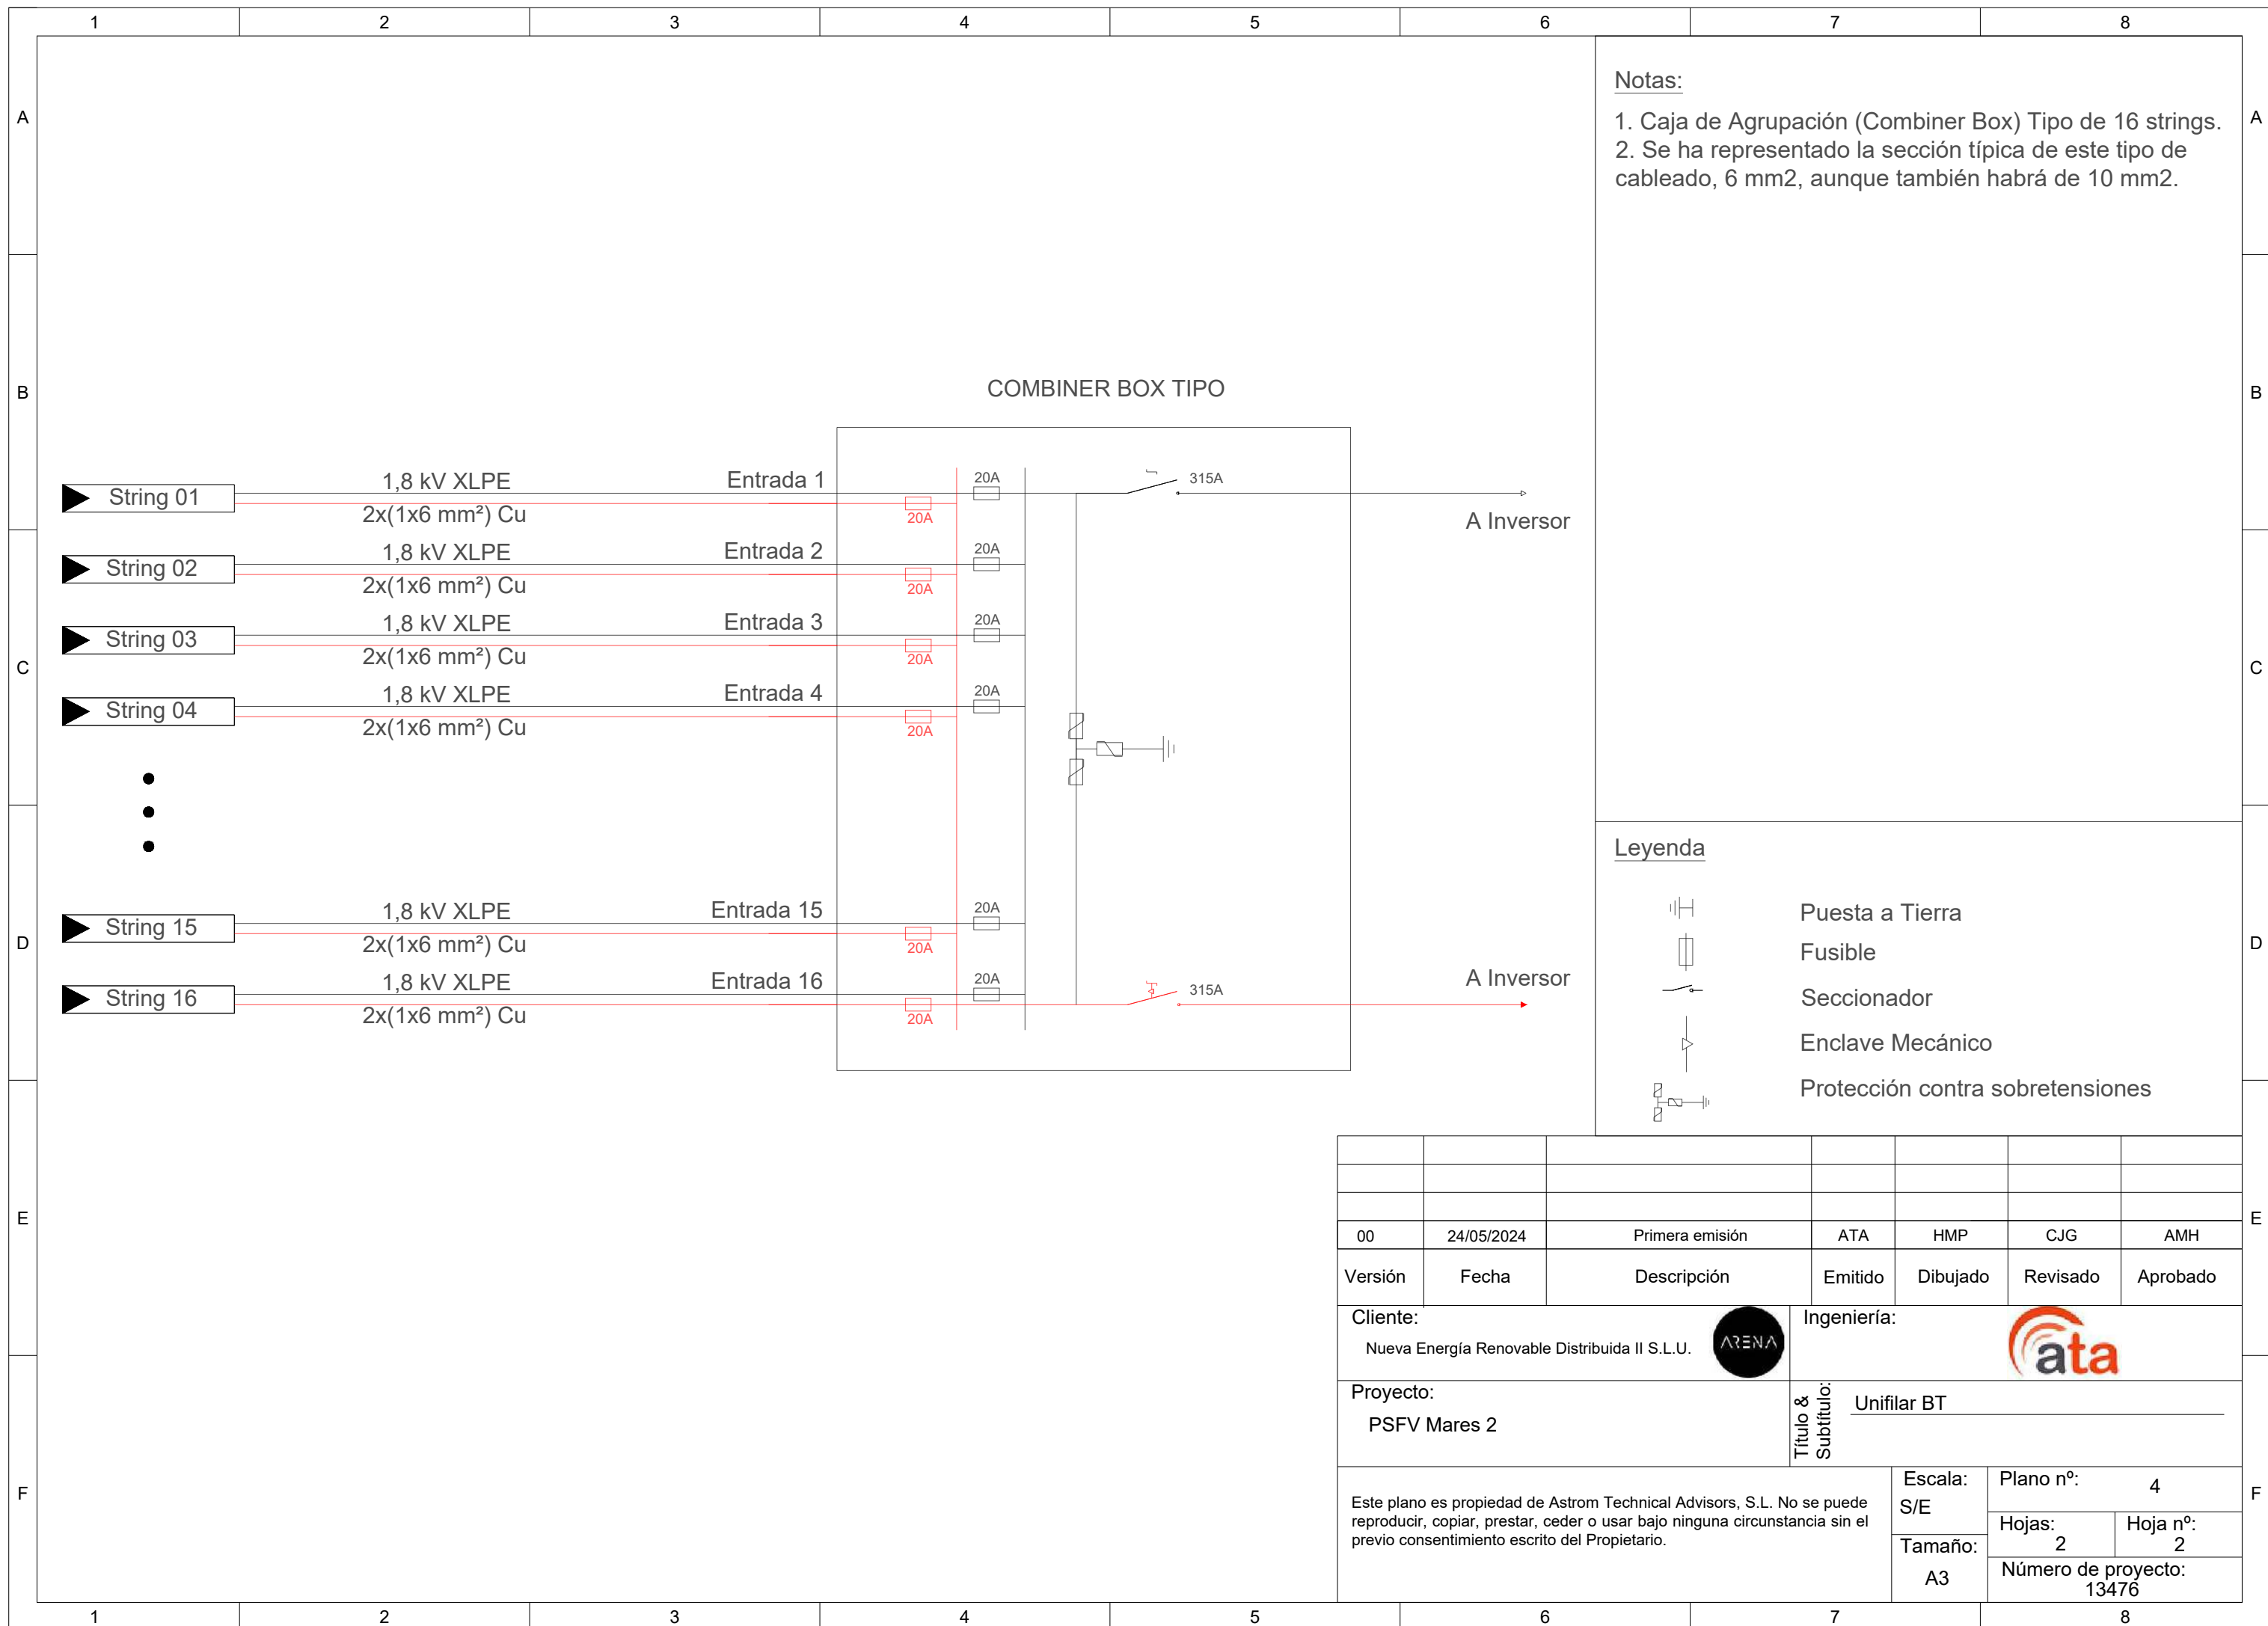 1 2 3 4 5 6 7 8
A A
B B
C C
D D
E E
F F
Notas:
1. Caja de Agrupación (Combiner Box) Tipo de 16 strings.
2. Se ha representado la sección típica de este tipo de
cableado, 6 mm2, aunque también habrá de 10 mm2.
COMBINER BOX TIPO
String 01 1,8 kV XLPE Entrada 1 20A 315A
2x(1x6 mm²) Cu 20A A Inversor
String 02 1,8 kV XLPE Entrada 2 20A
2x(1x6 mm²) Cu 20A
String 03 1,8 kV XLPE Entrada 3 20A
2x(1x6 mm²) Cu 20A
String 04 1,8 kV XLPE Entrada 4 20A
2x(1x6 mm²) Cu 20A
String 15 1,8 kV XLPE Entrada 15 20A
2x(1x6 mm²) Cu 20A
String 16 1,8 kV XLPE Entrada 16 20A 315A A Inversor
2x(1x6 mm²) Cu 20A
Leyenda
Puesta a Tierra
Fusible
Seccionador
Enclave Mecánico
Protección contra sobretensiones
00 24/05/2024 Primera emisión ATA HMP CJG AMH
Versión Fecha Descripción Emitido Dibujado Revisado Aprobado
Cliente:
Nueva Energía Renovable Distribuida II S.L.U.
ARENA
Ingeniería:
ata
Proyecto:
PSFV Mares 2
Título &
Subtítulo:
Unifilar BT
Este plano es propiedad de Astrom Technical Advisors, S.L. No se puede
reproducir, copiar, prestar, ceder o usar bajo ninguna circunstancia sin el
previo consentimiento escrito del Propietario.
Escala:
S/E
Tamaño:
A3
Plano nº: 4
Hojas:
2
Hoja nº:
2
Número de proyecto:
13476
1 2 3 4 5 6 7 8